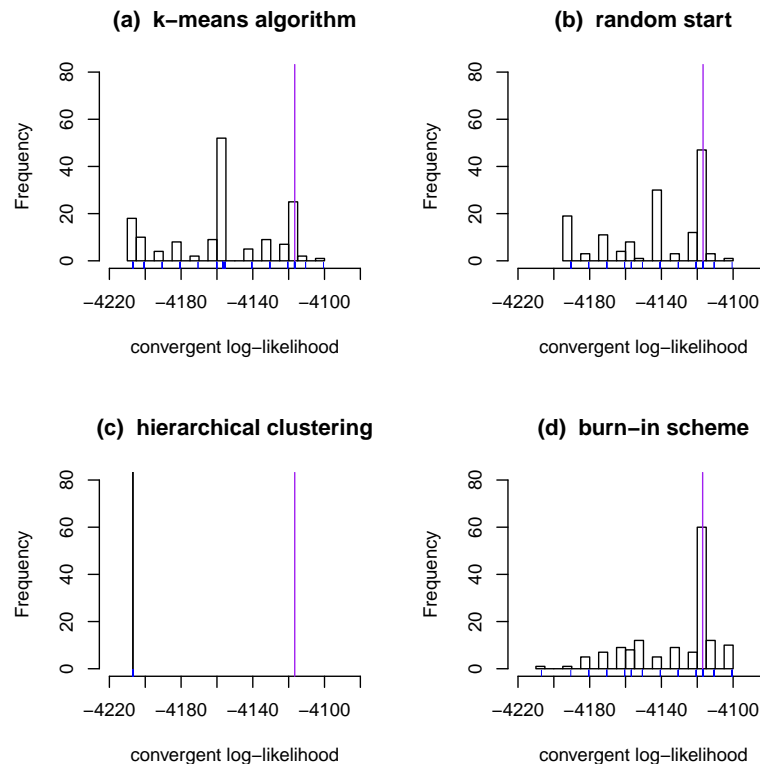 (a) k−means algorithm
Frequency
80
60
40
20
0
−4220 −4180 −4140 −4100
convergent log−likelihood
(b) random start
Frequency
80
60
40
20
0
−4220 −4180 −4140 −4100
convergent log−likelihood
(c) hierarchical clustering
Frequency
80
60
40
20
0
−4220 −4180 −4140 −4100
convergent log−likelihood
(d) burn−in scheme
Frequency
80
60
40
20
0
−4220 −4180 −4140 −4100
convergent log−likelihood